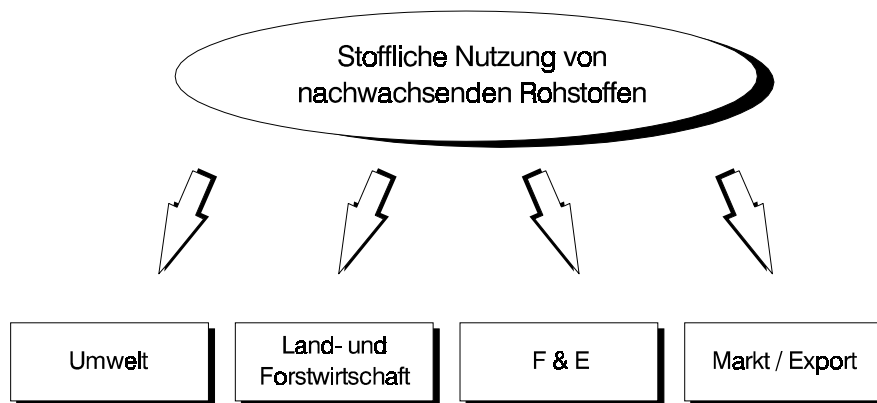 Stoffliche Nutzung von
nachwachsenden Rohstoffen
Umwelt
Land- und
Forstwirtschaft
F & E
Markt / Export